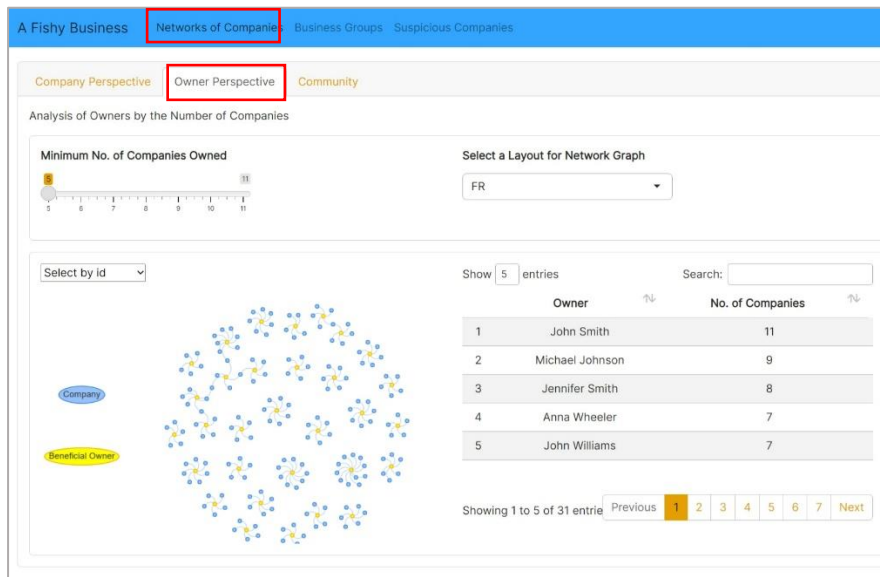 A Fishy Business Networks of Companies Business Groups Suspicious Companies
Company Perspective Owner Perspective Community
Analysis of Owners by the Number of Companies
Minimum No. of Companies Owned
5 11
5 6 7 8 9 10 11
Select a Layout for Network Graph
FR
Select by id
Company
Beneficial Owner
Show 5 entries Search:
Owner No. of Companies
1 John Smith 11
2 Michael Johnson 9
3 Jennifer Smith 8
4 Anna Wheeler 7
5 John Williams 7
Showing 1 to 5 of 31 entrie Previous 1 2 3 4 5 6 7 Next